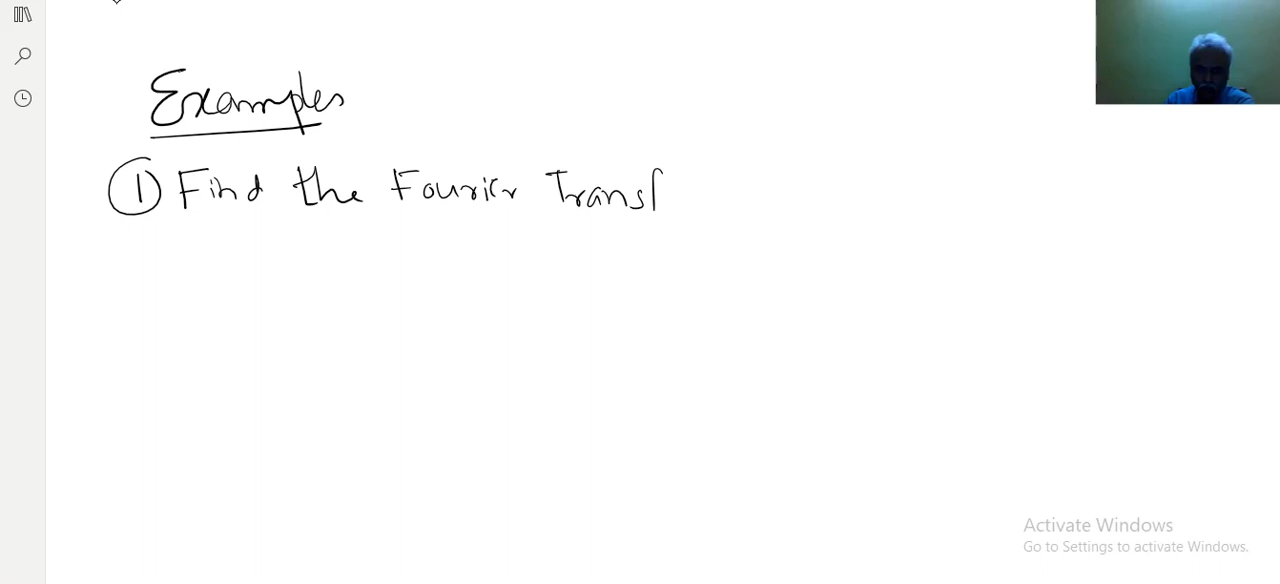 Examples
① Find the Fourier Transf
Activate Windows
Go to Settings to activate Windows.